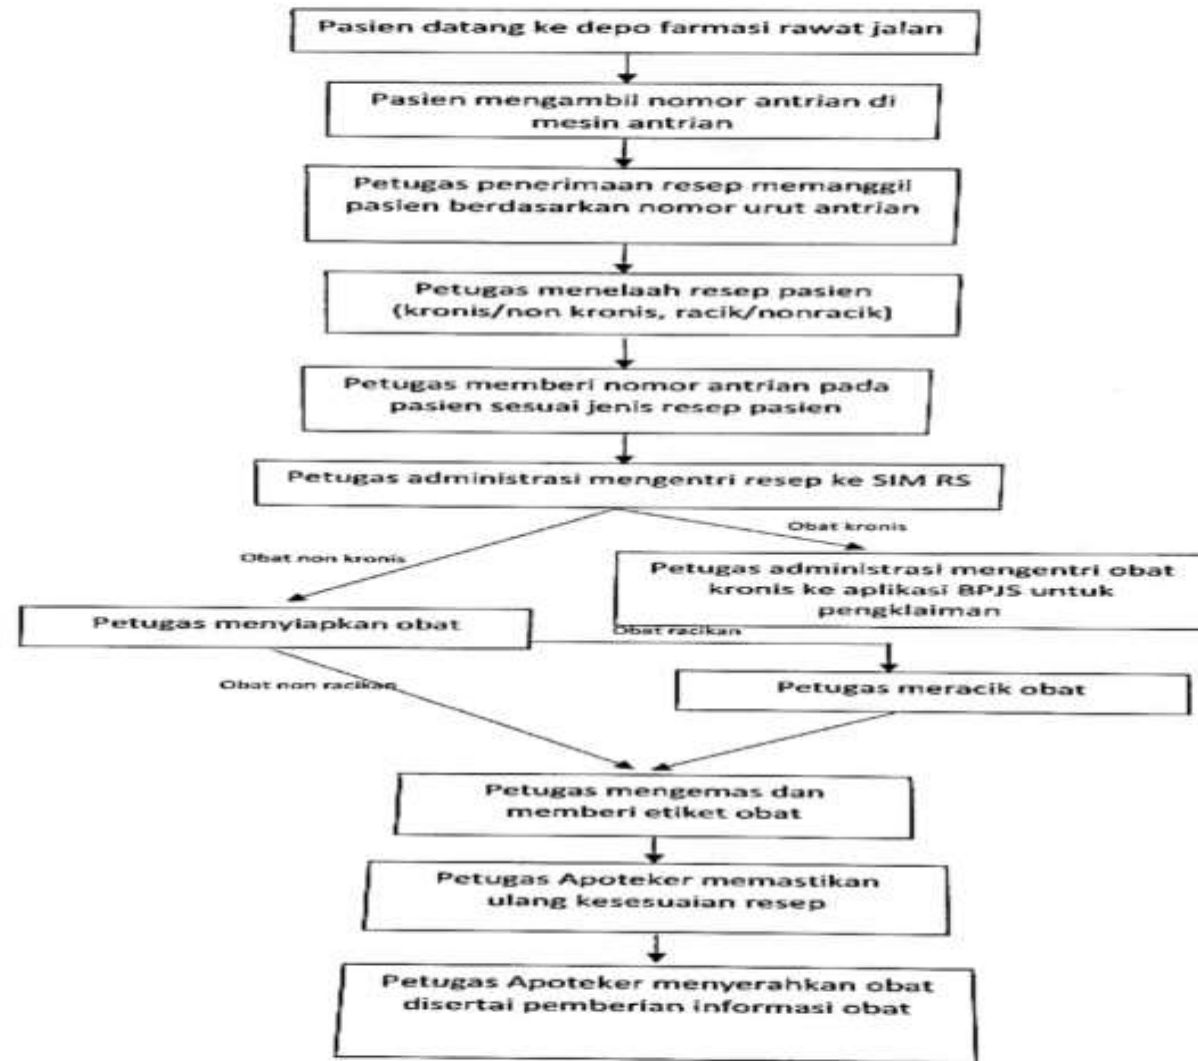 Pasien datang ke depo farmasi rawat jalan
Pasien mengambil nomor antrian di
mesin antrian
Petugas penerimaan resep memanggil
pasien berdasarkan nomor urut antrian
Petugas menelaah resep pasien
(kronis/non kronis, racik/nonracik)
Petugas memberi nomor antrian pada
pasien sesuai jenis resep pasien
Petugas administrasi mengentri resep ke SIM RS
Obat kronis
Obat non kronis
Petugas administrasi mengentri obat
kronis ke aplikasi BPJS untuk
pengklaiman
Petugas menyiapkan obat
Obat racikan
Obat non racikan
Petugas meracik obat
Petugas mengemas dan
memberi etiket obat
Petugas Apoteker memastikan
ulang kesesuaian resep
Petugas Apoteker menyerahkan obat
disertai pemberian informasi obat